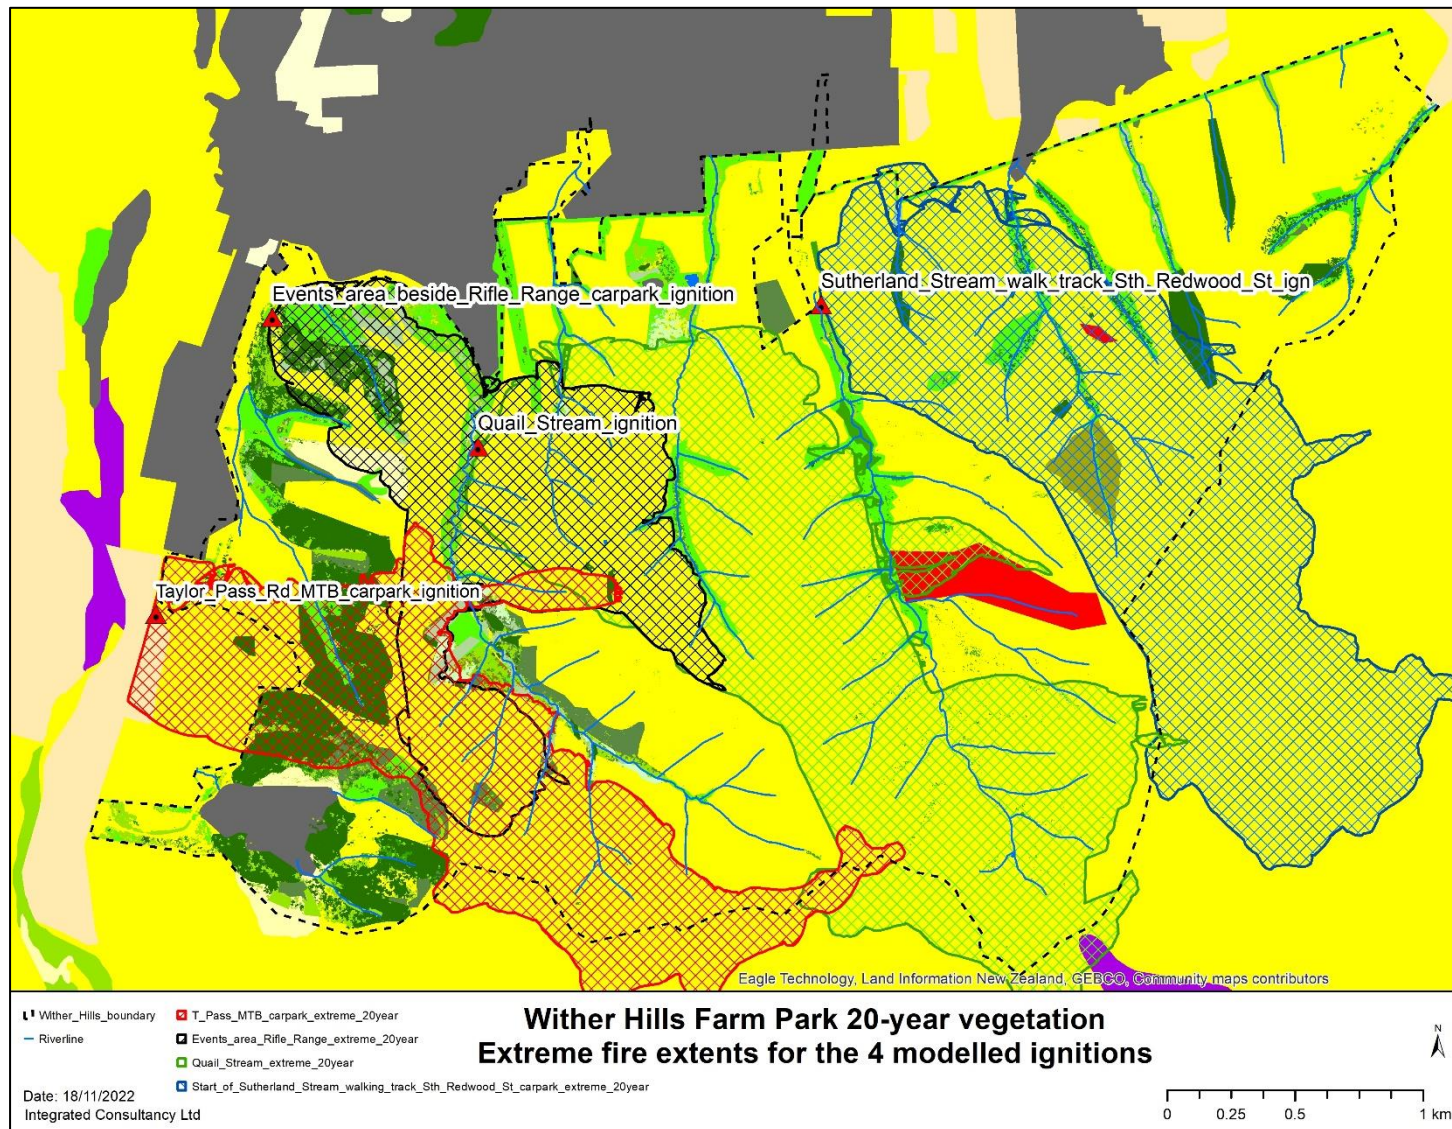 Events_area_beside_Rifle_Range_carpark_ignition
Sutherland_Stream_walk_track_Sth_Redwood_St_ign
Quail_Stream_ignition
Taylor_Pass_Rd_MTB_carpark_ignition
Eagle Technology, Land Information New Zealand, GEBCO, Community maps contributors
Wither_Hills_boundary
Riverline
T_Pass_MTB_carpark_extreme_20year
Events_area_Rifle_Range_extreme_20year
Quail_Stream_extreme_20year
Start_of_Sutherland_Stream_walking_track_Sth_Redwood_St_carpark_extreme_20year
Wither Hills Farm Park 20-year vegetation
Extreme fire extents for the 4 modelled ignitions
N
Date: 18/11/2022
Integrated Consultancy Ltd
0 0.25 0.5 1 km